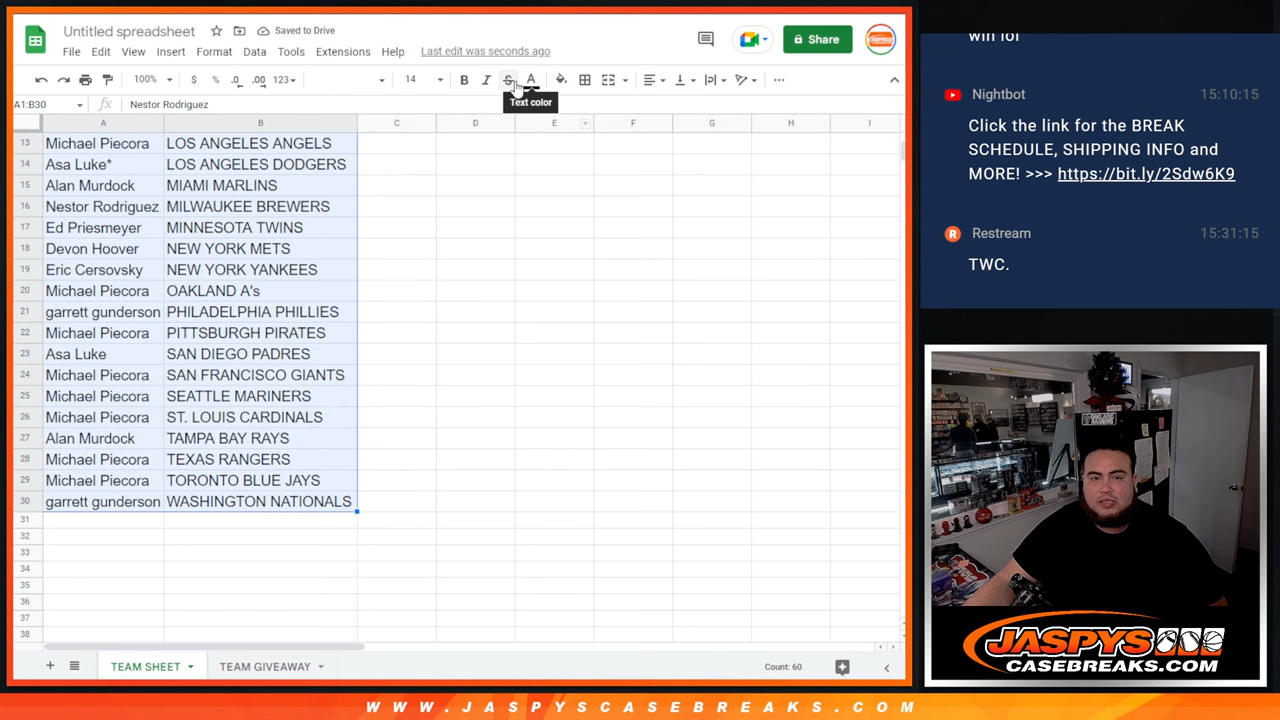 Untitled spreadsheet
Saved to Drive
File Edit View Insert Format Data Tools Extensions Help Last edit was seconds ago
Share
100% $ % .0 .00 123 14 B I S A
Text color
A1:B30 fx Nestor Rodriguez
A B C D E F G H I
13 Michael Piecora LOS ANGELES ANGELS
14 Asa Luke* LOS ANGELES DODGERS
15 Alan Murdock MIAMI MARLINS
16 Nestor Rodriguez MILWAUKEE BREWERS
17 Ed Priesmeyer MINNESOTA TWINS
18 Devon Hoover NEW YORK METS
19 Eric Cersovsky NEW YORK YANKEES
20 Michael Piecora OAKLAND A's
21 garrett gunderson PHILADELPHIA PHILLIES
22 Michael Piecora PITTSBURGH PIRATES
23 Asa Luke SAN DIEGO PADRES
24 Michael Piecora SAN FRANCISCO GIANTS
25 Michael Piecora SEATTLE MARINERS
26 Michael Piecora ST. LOUIS CARDINALS
27 Alan Murdock TAMPA BAY RAYS
28 Michael Piecora TEXAS RANGERS
29 Michael Piecora TORONTO BLUE JAYS
30 garrett gunderson WASHINGTON NATIONALS
31
32
33
34
35
36
37
38
TEAM SHEET TEAM GIVEAWAY Count: 60
win for
Nightbot 15:10:15
Click the link for the BREAK
SCHEDULE, SHIPPING INFO and
MORE! >>> https://bit.ly/2Sdw6K9
Restream 15:31:15
TWC.
JASPYS
CASEBREAKS.COM
WWW.JASPYSCASEBREAKS.COM